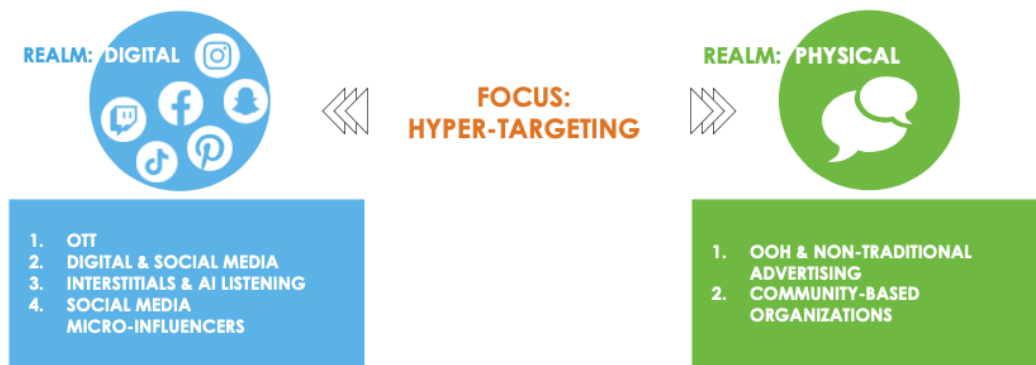 REALM: DIGITAL
FOCUS:
HYPER-TARGETING
REALM: PHYSICAL
1. OTT
2. DIGITAL & SOCIAL MEDIA
3. INTERSTITIALS & AI LISTENING
4. SOCIAL MEDIA
MICRO-INFLUENCERS
1. OOH & NON-TRADITIONAL
ADVERTISING
2. COMMUNITY-BASED
ORGANIZATIONS